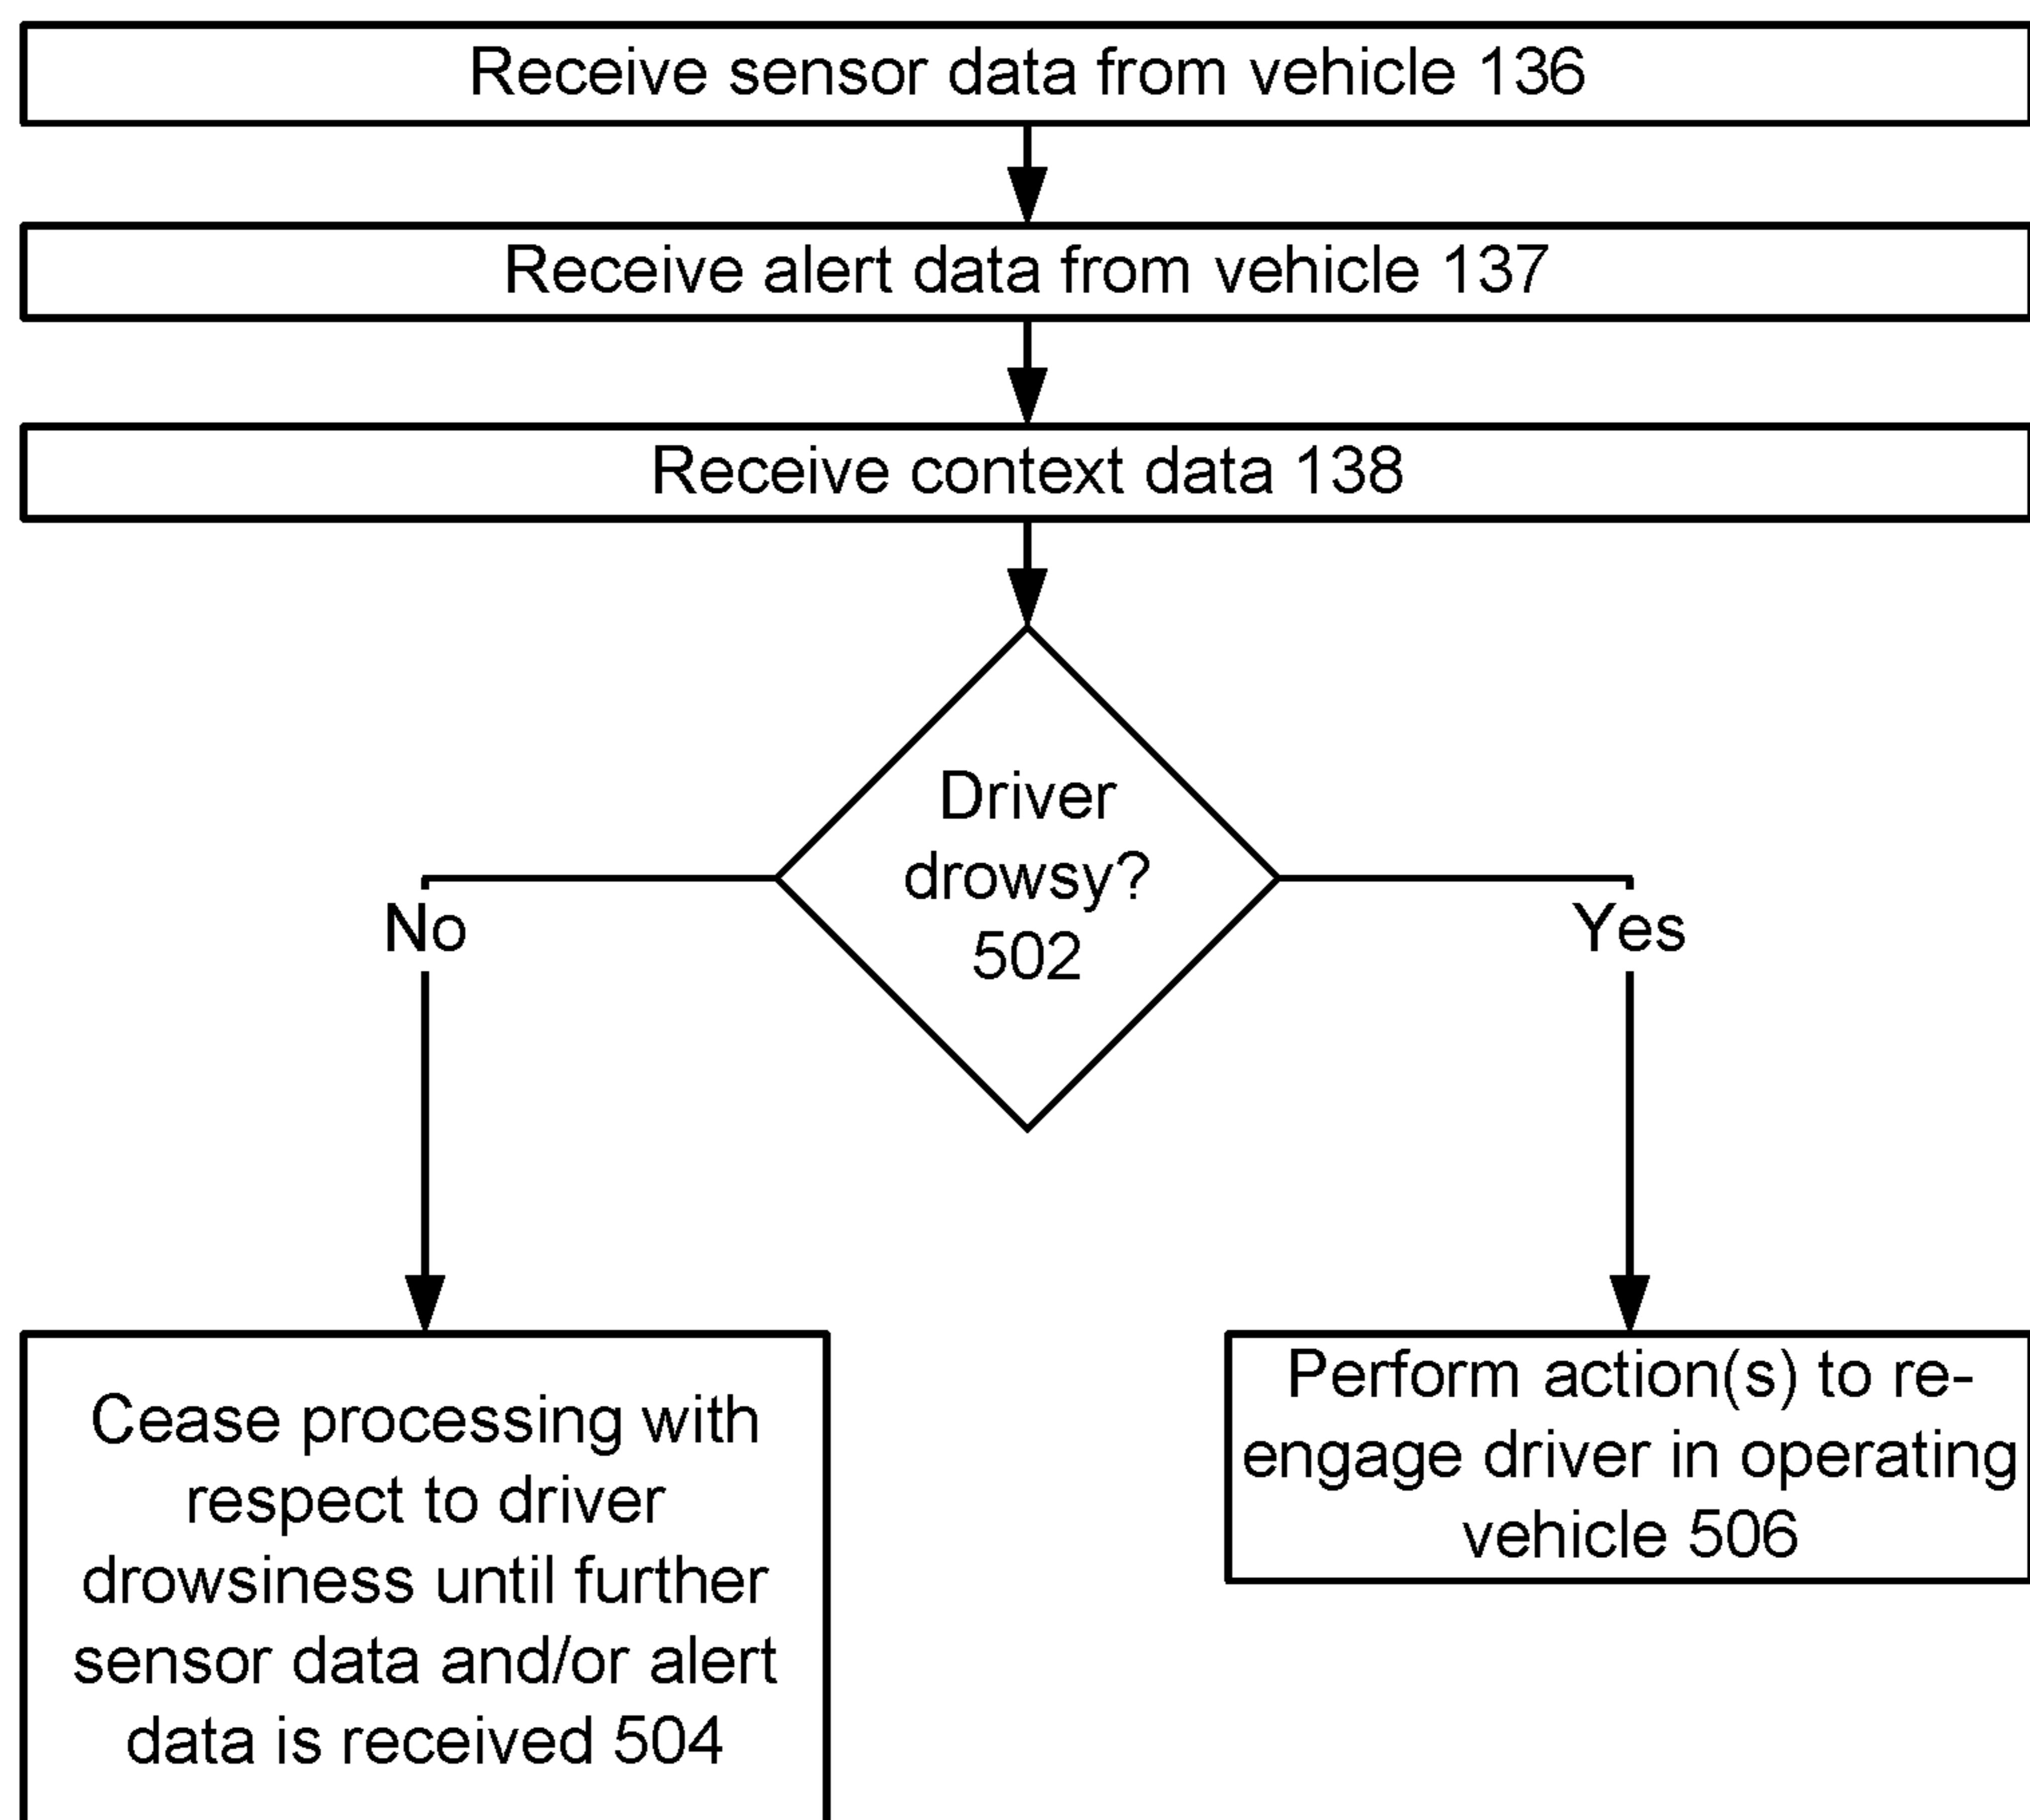 Receive sensor data from vehicle 136
Receive alert data from vehicle 137
Receive context data 138
Driver
drowsy?
502
No
Yes
Cease processing with
respect to driver
drowsiness until further
sensor data and/or alert
data is received 504
Perform action(s) to re-
engage driver in operating
vehicle 506